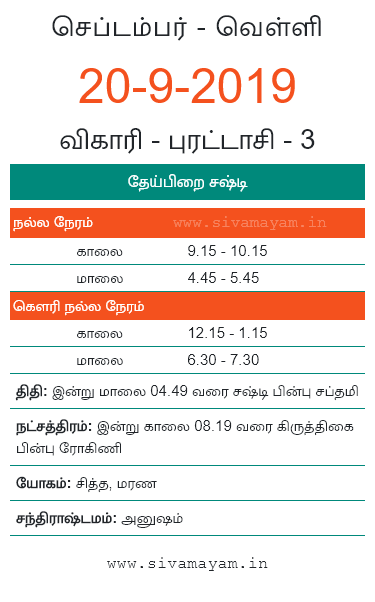 செப்டம்பர் - வெள்ளி
20-9-2019
விகாரி - புரட்டாசி - 3
தேய்பிறை சஷ்டி
நல்ல நேரம் www.sivamayam.in
காலை 9.15 - 10.15
மாலை 4.45 - 5.45
கௌரி நல்ல நேரம்
காலை 12.15 - 1.15
மாலை 6.30 - 7.30
திதி: இன்று மாலை 04.49 வரை சஷ்டி பின்பு சப்தமி
நட்சத்திரம்: இன்று காலை 08.19 வரை கிருத்திகை
பின்பு ரோகிணி
யோகம்: சித்த, மரண
சந்திராஷ்டமம்: அனுஷம்
www.sivamayam.in